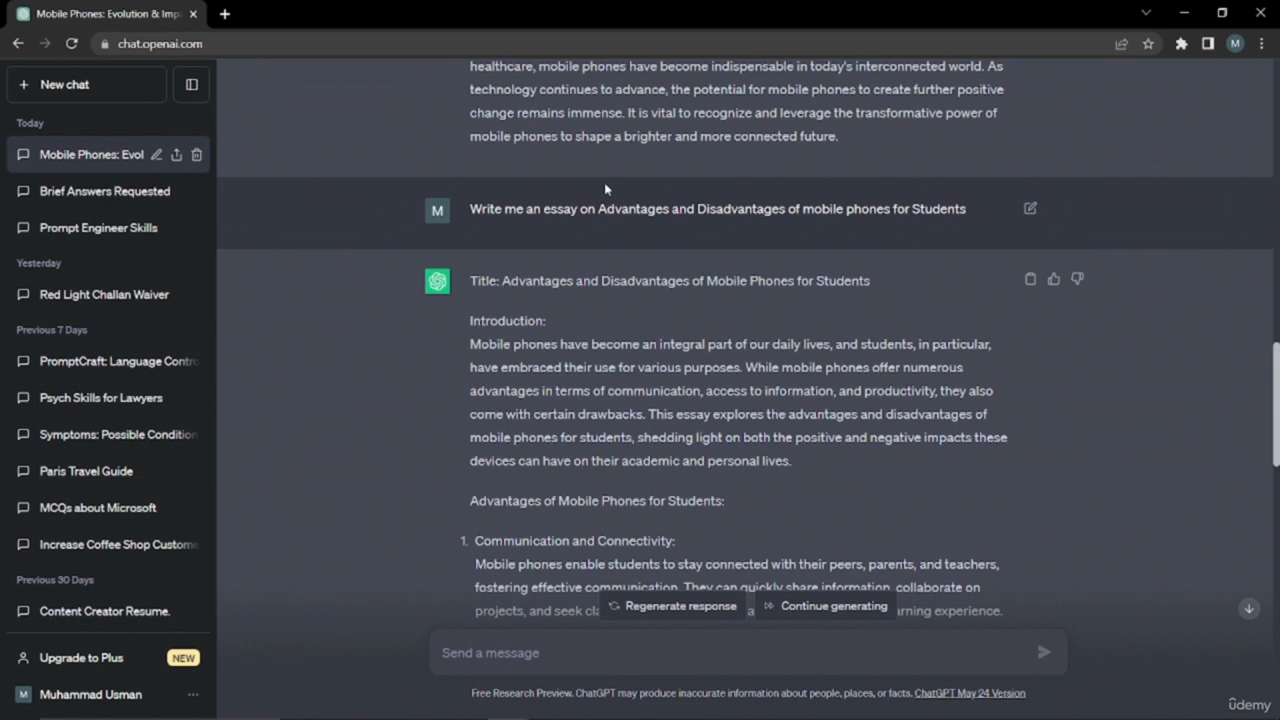 Mobile Phones: Evolution & Imp
chat.openai.com
M
New chat
Today
Mobile Phones: Evol
Brief Answers Requested
Prompt Engineer Skills
Yesterday
Red Light Challan Waiver
Previous 7 Days
PromptCraft: Language Contro
Psych Skills for Lawyers
Symptoms: Possible Condition
Paris Travel Guide
MCQs about Microsoft
Increase Coffee Shop Custome
Previous 30 Days
Content Creator Resume.
Upgrade to Plus
NEW
M
Muhammad Usman
healthcare, mobile phones have become indispensable in today's interconnected world. As
technology continues to advance, the potential for mobile phones to create further positive
change remains immense. It is vital to recognize and leverage the transformative power of
mobile phones to shape a brighter and more connected future.
M
Write me an essay on Advantages and Disadvantages of mobile phones for Students
Title: Advantages and Disadvantages of Mobile Phones for Students
Introduction:
Mobile phones have become an integral part of our daily lives, and students, in particular,
have embraced their use for various purposes. While mobile phones offer numerous
advantages in terms of communication, access to information, and productivity, they also
come with certain drawbacks. This essay explores the advantages and disadvantages of
mobile phones for students, shedding light on both the positive and negative impacts these
devices can have on their academic and personal lives.
Advantages of Mobile Phones for Students:
1. Communication and Connectivity:
Mobile phones enable students to stay connected with their peers, parents, and teachers,
fostering effective communication. They can quickly share information, collaborate on
projects, and seek arning experience.
Regenerate response
Continue generating
Send a message
Free Research Preview. ChatGPT may produce inaccurate information about people, places, or facts. ChatGPT May 24 Version
ûdemy